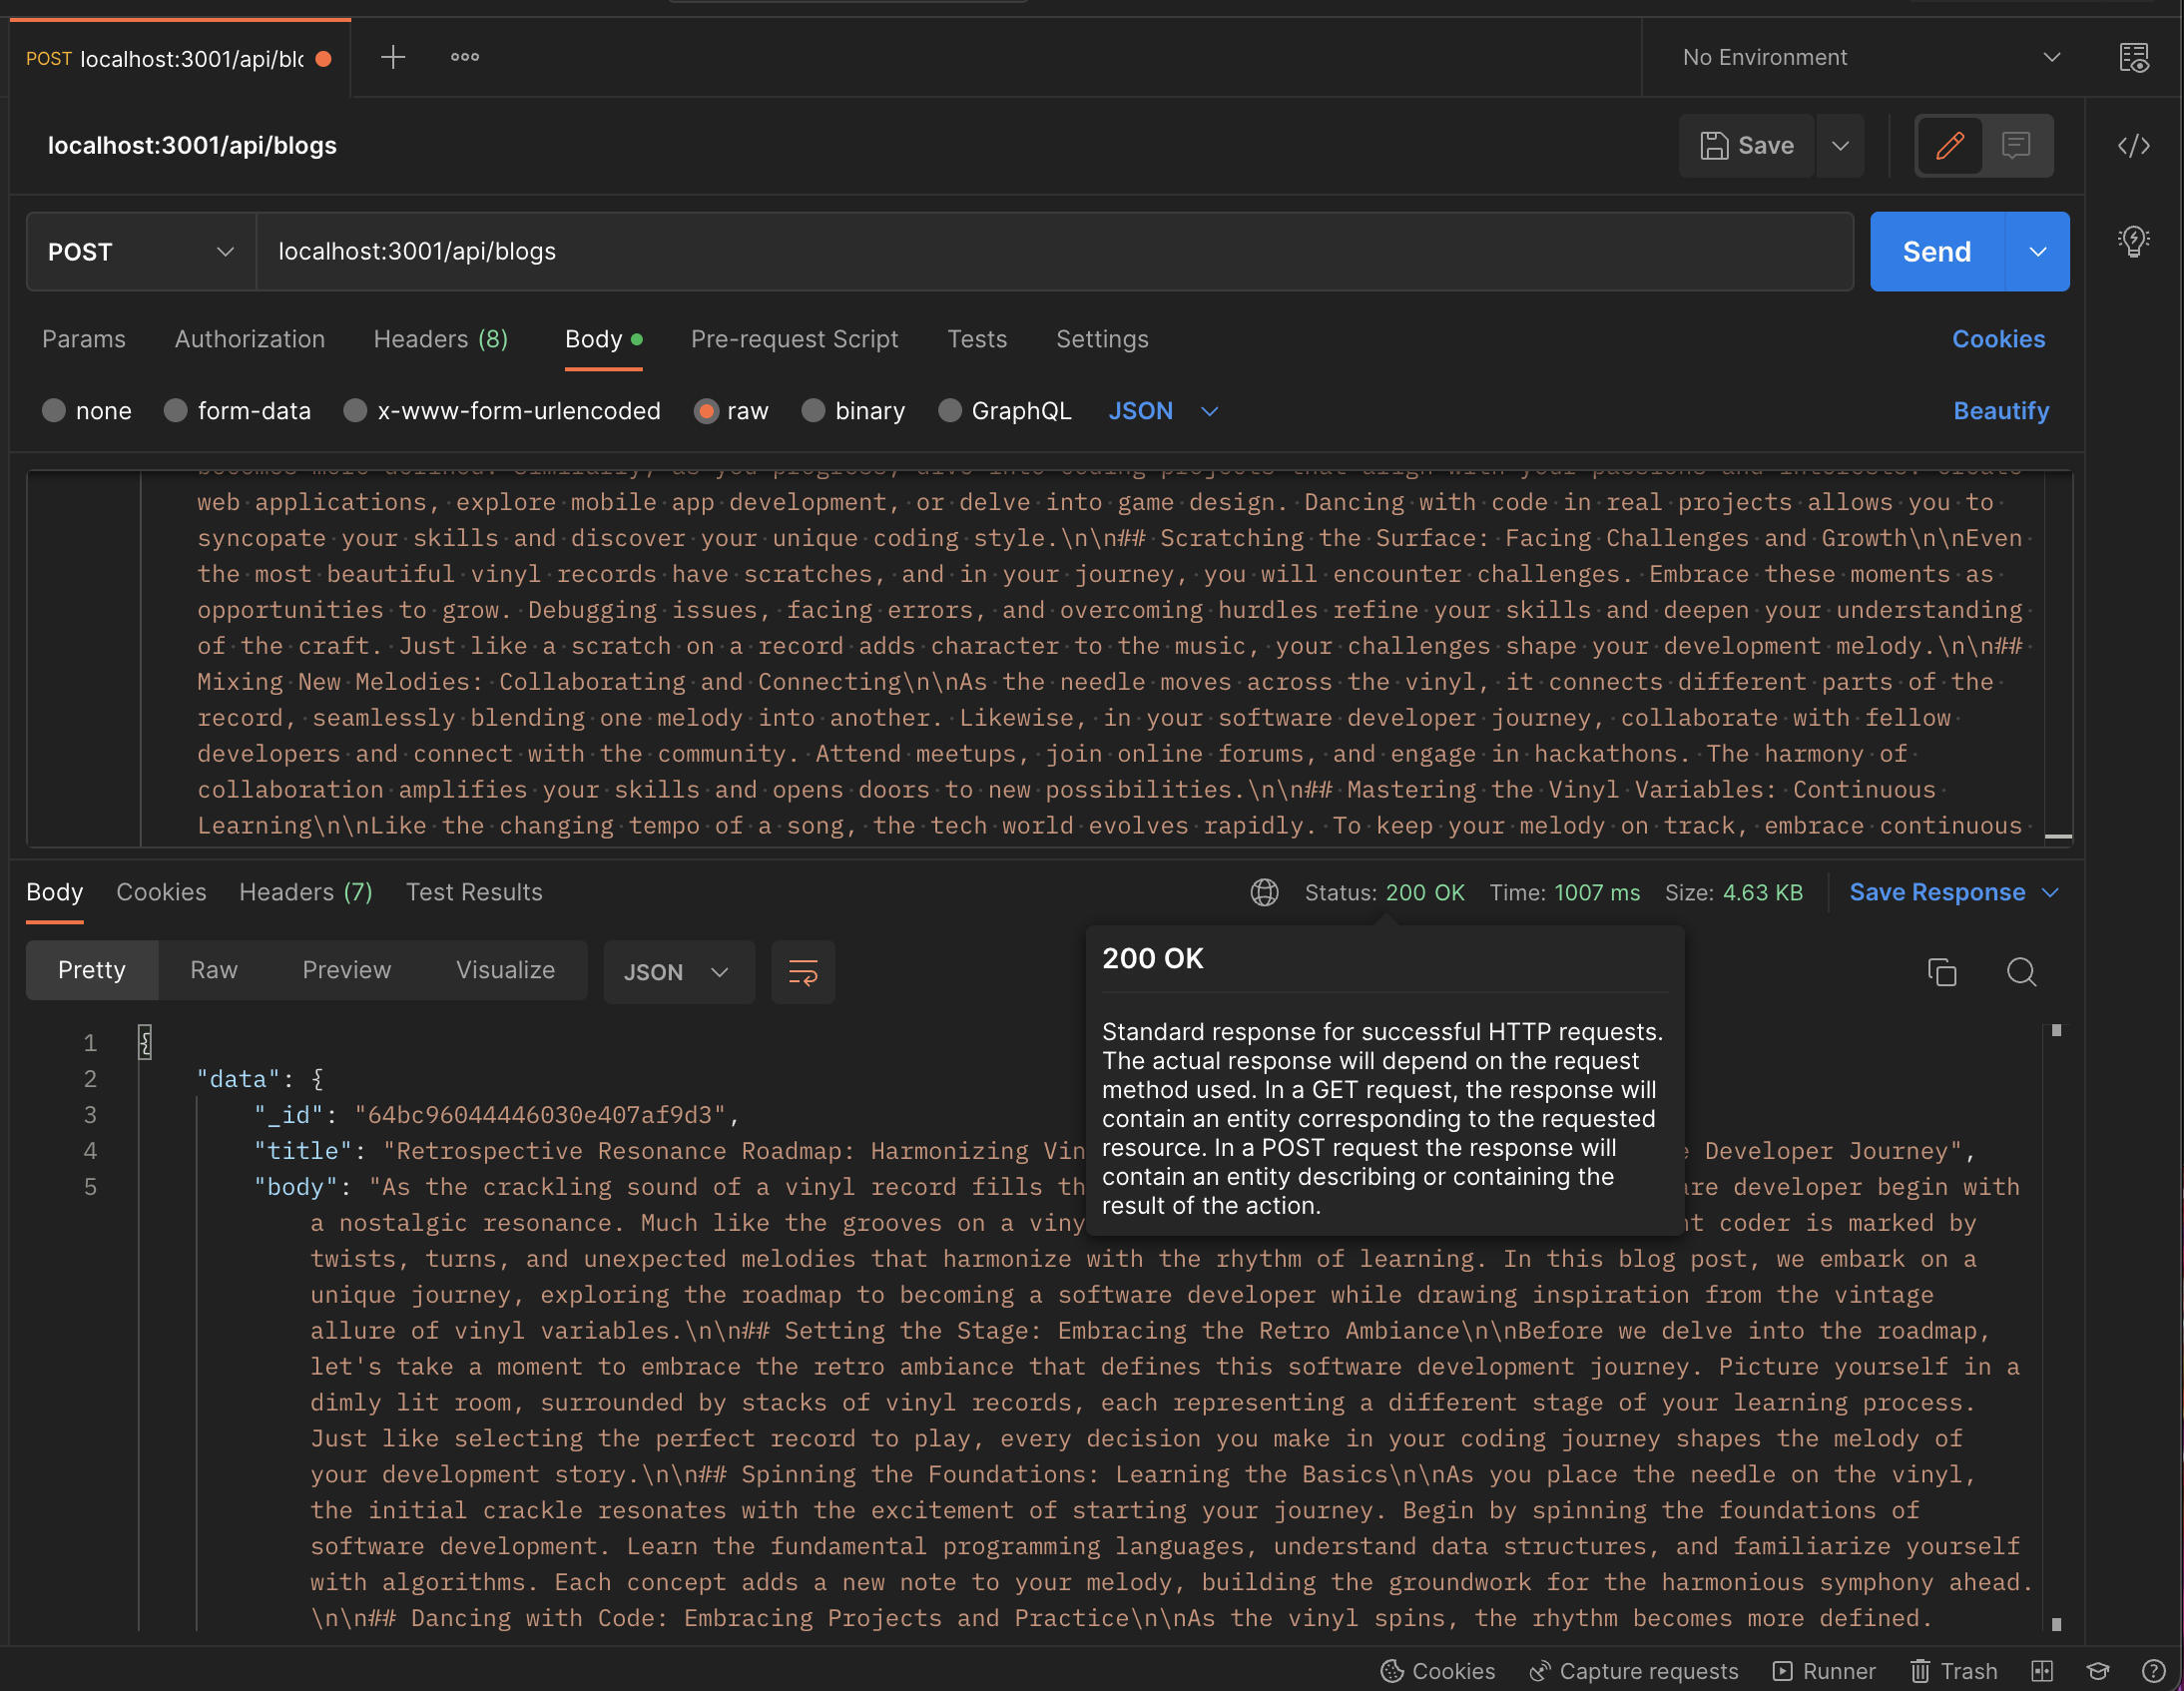 POST localhost:3001/api/blo
No Environment
localhost:3001/api/blogs
Save
POST
localhost:3001/api/blogs
Send
Params Authorization Headers (8) Body Pre-request Script Tests Settings Cookies
none form-data x-www-form-urlencoded raw binary GraphQL JSON Beautify
becomes more defined. Similarly, as you progress, dive into coding projects that align with your passions and interests. Create
web applications, explore mobile app development, or delve into game design. Dancing with code in real projects allows you to
syncopate your skills and discover your unique coding style.\n\n## Scratching the Surface: Facing Challenges and Growth\n\nEven
the most beautiful vinyl records have scratches, and in your journey, you will encounter challenges. Embrace these moments as
opportunities to grow. Debugging issues, facing errors, and overcoming hurdles refine your skills and deepen your understanding
of the craft. Just like a scratch on a record adds character to the music, your challenges shape your development melody.\n\n##
Mixing New Melodies: Collaborating and Connecting\n\nAs the needle moves across the vinyl, it connects different parts of the
record, seamlessly blending one melody into another. Likewise, in your software developer journey, collaborate with fellow
developers and connect with the community. Attend meetups, join online forums, and engage in hackathons. The harmony of
collaboration amplifies your skills and opens doors to new possibilities.\n\n## Mastering the Vinyl Variables: Continuous
Learning\n\nLike the changing tempo of a song, the tech world evolves rapidly. To keep your melody on track, embrace continuous
Body Cookies Headers (7) Test Results Status: 200 OK Time: 1007 ms Size: 4.63 KB Save Response
Pretty Raw Preview Visualize JSON
200 OK
Standard response for successful HTTP requests.
The actual response will depend on the request
method used. In a GET request, the response will
contain an entity corresponding to the requested
resource. In a POST request the response will
contain an entity describing or containing the
result of the action.
1 {
2 "data": {
3 "_id": "64bc96044446030e407af9d3",
4 "title": "Retrospective Resonance Roadmap: Harmonizing Vin Developer Journey",
5 "body": "As the crackling sound of a vinyl record fills th are developer begin with
a nostalgic resonance. Much like the grooves on a viny nt coder is marked by
twists, turns, and unexpected melodies that harmonize with the rhythm of learning. In this blog post, we embark on a
unique journey, exploring the roadmap to becoming a software developer while drawing inspiration from the vintage
allure of vinyl variables.\n\n## Setting the Stage: Embracing the Retro Ambiance\n\nBefore we delve into the roadmap,
let's take a moment to embrace the retro ambiance that defines this software development journey. Picture yourself in a
dimly lit room, surrounded by stacks of vinyl records, each representing a different stage of your learning process.
Just like selecting the perfect record to play, every decision you make in your coding journey shapes the melody of
your development story.\n\n## Spinning the Foundations: Learning the Basics\n\nAs you place the needle on the vinyl,
the initial crackle resonates with the excitement of starting your journey. Begin by spinning the foundations of
software development. Learn the fundamental programming languages, understand data structures, and familiarize yourself
with algorithms. Each concept adds a new note to your melody, building the groundwork for the harmonious symphony ahead.
\n\n## Dancing with Code: Embracing Projects and Practice\n\nAs the vinyl spins, the rhythm becomes more defined.
Cookies Capture requests Runner Trash